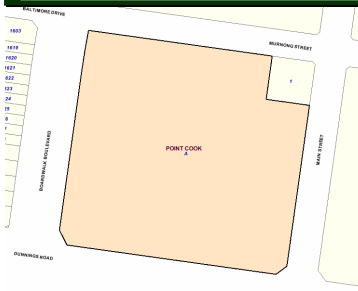 BALTIMORE DRIVE
1603
MURNONG STREET
1619
1620
1621
1
POINT COOK
A
BOARDWALK BOULEVARD
MAIN STREET
DUNNINGS ROAD